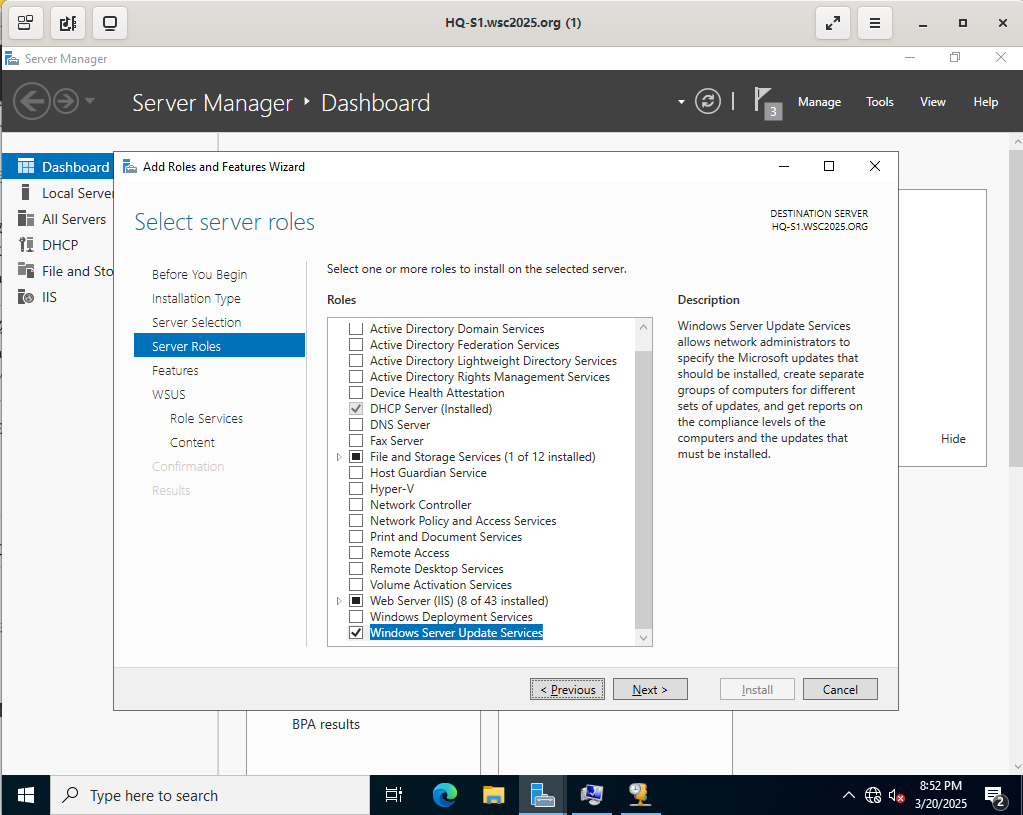 HQ-S1.wsc2025.org (1)
Server Manager
Server Manager ‣ Dashboard
3
Manage
Tools
View
Help
Dashboard
Local Server
All Servers
DHCP
File and Sto
IIS
Add Roles and Features Wizard
Select server roles
DESTINATION SERVER
HQ-S1.WSC2025.ORG
Before You Begin
Installation Type
Server Selection
Server Roles
Features
WSUS
Role Services
Content
Confirmation
Results
Select one or more roles to install on the selected server.
Roles
Active Directory Domain Services
Active Directory Federation Services
Active Directory Lightweight Directory Services
Active Directory Rights Management Services
Device Health Attestation
DHCP Server (Installed)
DNS Server
Fax Server
File and Storage Services (1 of 12 installed)
Host Guardian Service
Hyper-V
Network Controller
Network Policy and Access Services
Print and Document Services
Remote Access
Remote Desktop Services
Volume Activation Services
Web Server (IIS) (8 of 43 installed)
Windows Deployment Services
Windows Server Update Services
Description
Windows Server Update Services
allows network administrators to
specify the Microsoft updates that
should be installed, create separate
groups of computers for different
sets of updates, and get reports on
the compliance levels of the
computers and the updates that
must be installed.
Hide
< Previous
Next >
Install
Cancel
BPA results
Type here to search
8:52 PM
3/20/2025
2